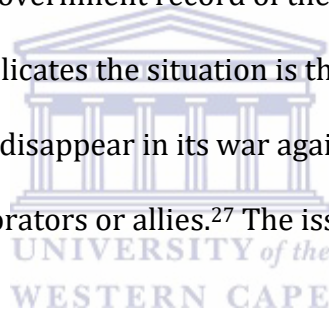 overnment record of the
licates the situation is th
disappear in its war agai
orators or allies.²⁷ The iss
UNIVERSITY of the
WESTERN CAPE